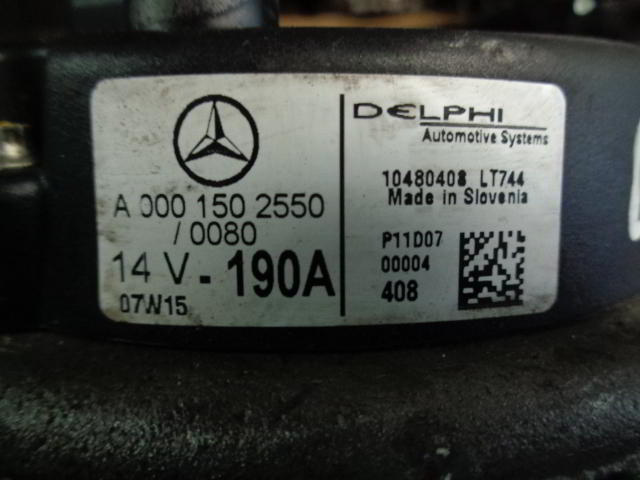 A 000 150 2550
/ 0080
14 V - 190A
07W15
DELPHI
Automotive Systems
10480408 LT744
Made in Slovenia
P11D07
00004
408